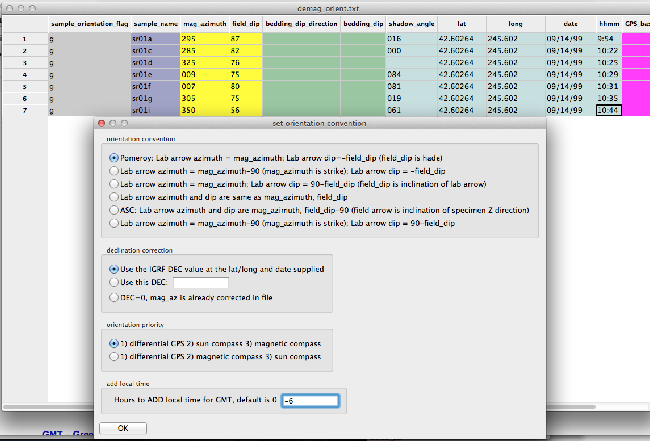 demag_orient.txt
sample_orientation_flag sample_name mag_azimuth field_dip bedding_dip_direction bedding_dip shadow_angle lat long date hhmm GPS_bas
1 g sr01a 295 87 016 42.60264 245.602 09/14/99 9:54
2 g sr01c 285 82 000 42.60264 245.602 09/14/99 10:22
3 g sr01d 325 76 42.60264 245.602 09/14/99 10:25
4 g sr01e 009 75 084 42.60264 245.602 09/14/99 10:29
5 g sr01f 007 80 081 42.60264 245.602 09/14/99 10:31
6 g sr01g 305 75 019 42.60264 245.602 09/14/99 10:35
7 g sr01i 350 56 061 42.60264 245.602 09/14/99 10:44
set orientation convention
orientation convention
Pomeroy: Lab arrow azimuth = mag_azimuth; Lab arrow dip=-field_dip (field_dip is hade)
Lab arrow azimuth = mag_azimuth-90 (mag_azimuth is strike); Lab arrow dip = -field_dip
Lab arrow azimuth = mag_azimuth; Lab arrow dip = 90-field_dip (field_dip is inclination of lab arrow)
Lab arrow azimuth and dip are same as mag_azimuth, field_dip
ASC: Lab arrow azimuth and dip are mag_azimuth, field_dip-90 (field arrow is inclination of specimen Z direction)
Lab arrow azimuth = mag_azimuth-90 (mag_azimuth is strike); Lab arrow dip = 90-field_dip
declination correction
Use the IGRF DEC value at the lat/long and date supplied
Use this DEC:
DEC=0, mag_az is already corrected in file
orientation priority
1) differential GPS 2) sun compass 3) magnetic compass
1) differential GPS 2) magnetic compass 3) sun compass
add local time
Hours to ADD local time for GMT, default is 0 -6
OK